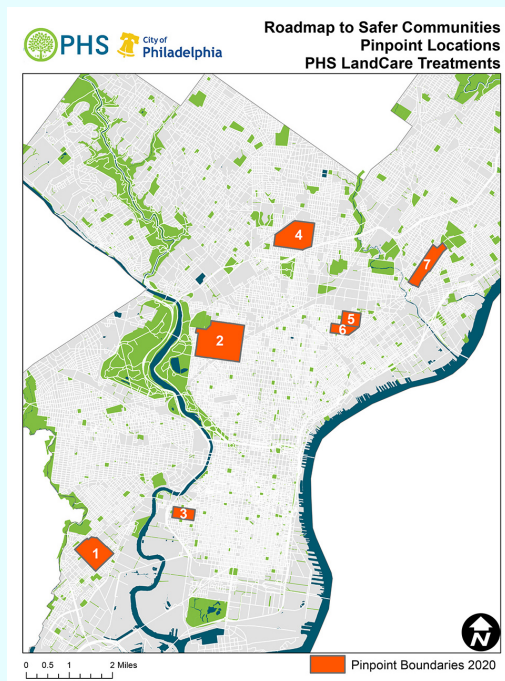 PHS
City of
Philadelphia
Roadmap to Safer Communities
Pinpoint Locations
PHS LandCare Treatments
4
7
5
6
2
3
1
N
0 0.5 1 2 Miles
Pinpoint Boundaries 2020